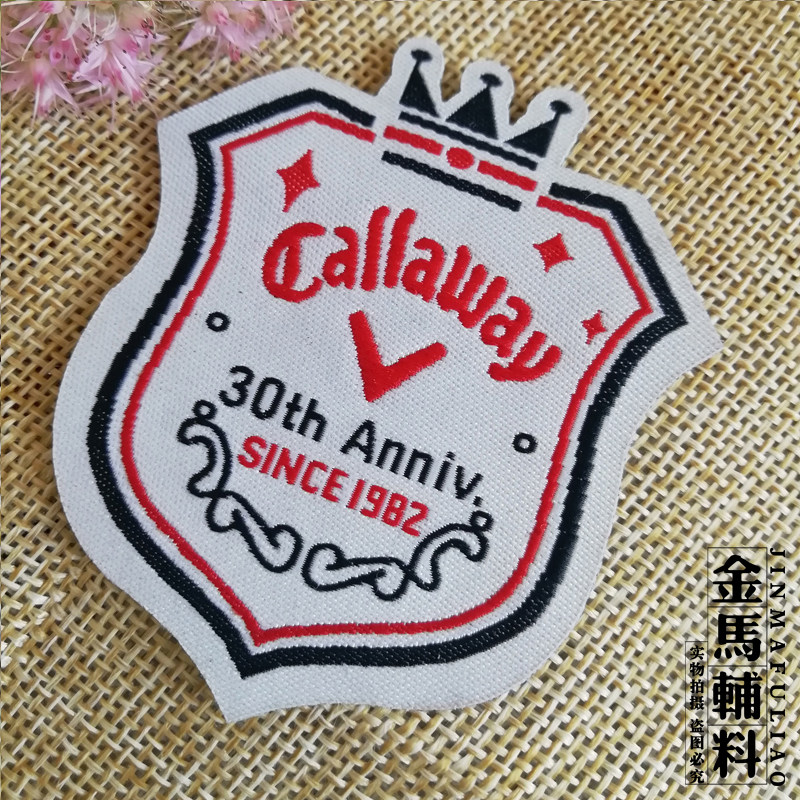 Callaway
30th Anniv.
SINCE 1982
金馬輔料
JINMAFULIAO
实物拍摄 盗图必究